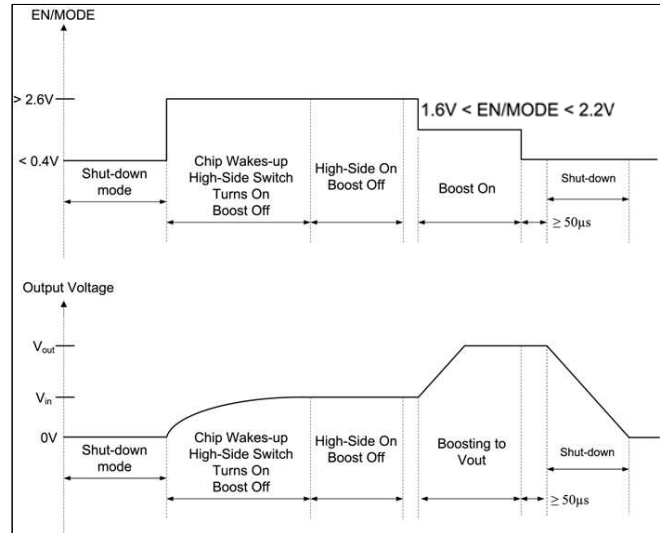 EN/MODE
> 2.6V
1.6V < EN/MODE < 2.2V
< 0.4V
Shut-down
mode
Chip Wakes-up
High-Side Switch
Turns On
Boost Off
High-Side On
Boost Off
Boost On
Shut-down
≥ 50µs
Output Voltage
Vout
Vin
0V
Shut-down
mode
Chip Wakes-up
High-Side Switch
Turns On
Boost Off
High-Side On
Boost Off
Boosting to
Vout
Shut-down
≥ 50µs